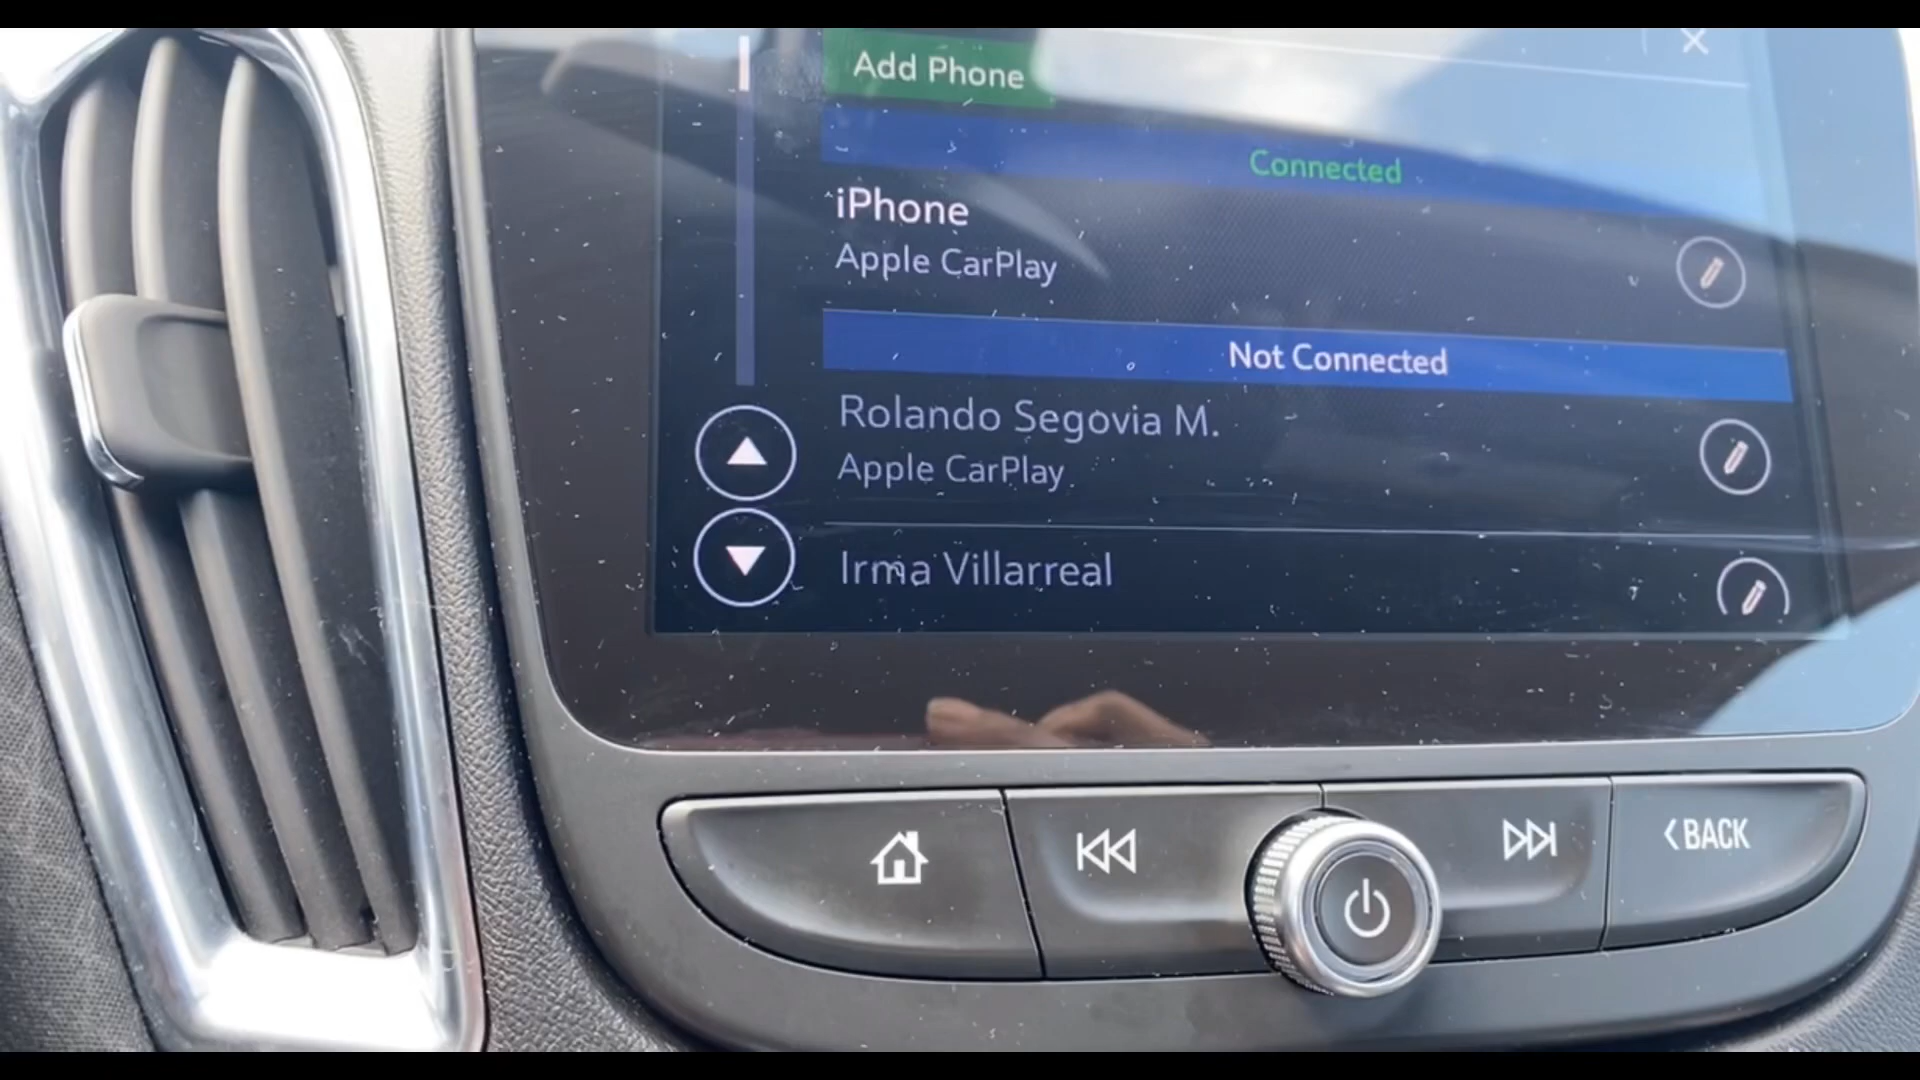 Add Phone
Connected
iPhone
Apple CarPlay
Not Connected
Rolando Segovia M.
Apple CarPlay
Irma Villarreal
BACK